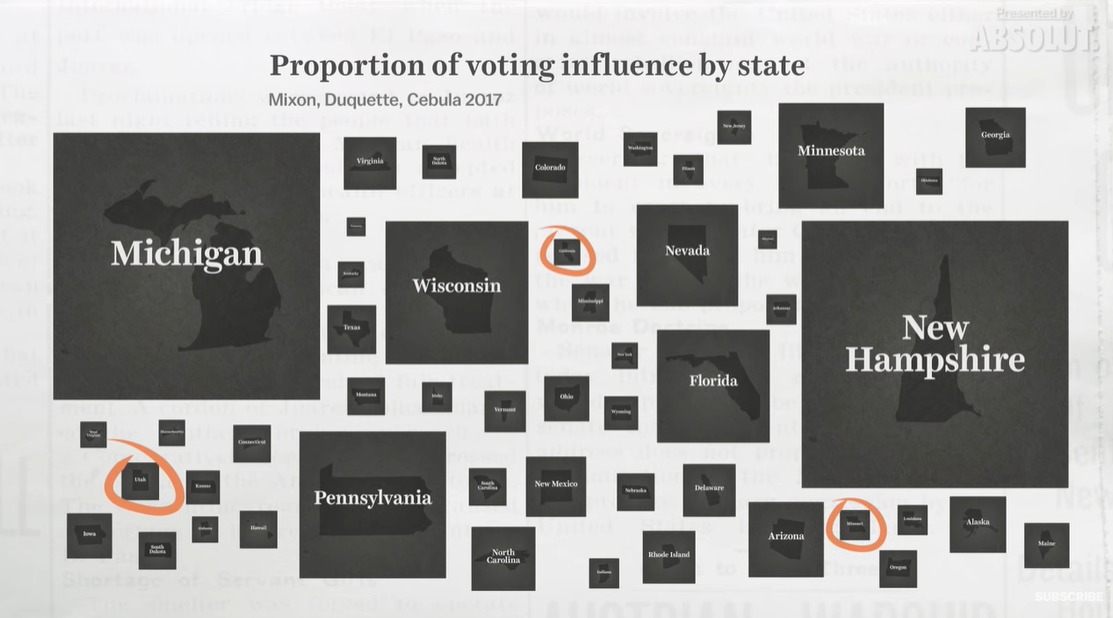 Presented by
ABSOLUT.
Proportion of voting influence by state
Mixon, Duquette, Cebula 2017
Michigan
Virginia
North
Dakota
Colorado
Washington
Illinois
New Jersey
Minnesota
Oklahoma
Georgia
Kentucky
Wisconsin
California
Mississippi
Nevada
Arkansas
New
Hampshire
Texas
New York
Florida
Montana
Idaho
Vermont
Ohio
Wyoming
West
Virginia
Massachusetts
Connecticut
Utah
Kansas
Pennsylvania
South
Carolina
New Mexico
Nebraska
Delaware
Iowa
South
Dakota
Alabama
Hawaii
North
Carolina
Indiana
Rhode Island
Arizona
Missouri
Louisiana
Oregon
Alaska
Maine
SUBSCRIBE